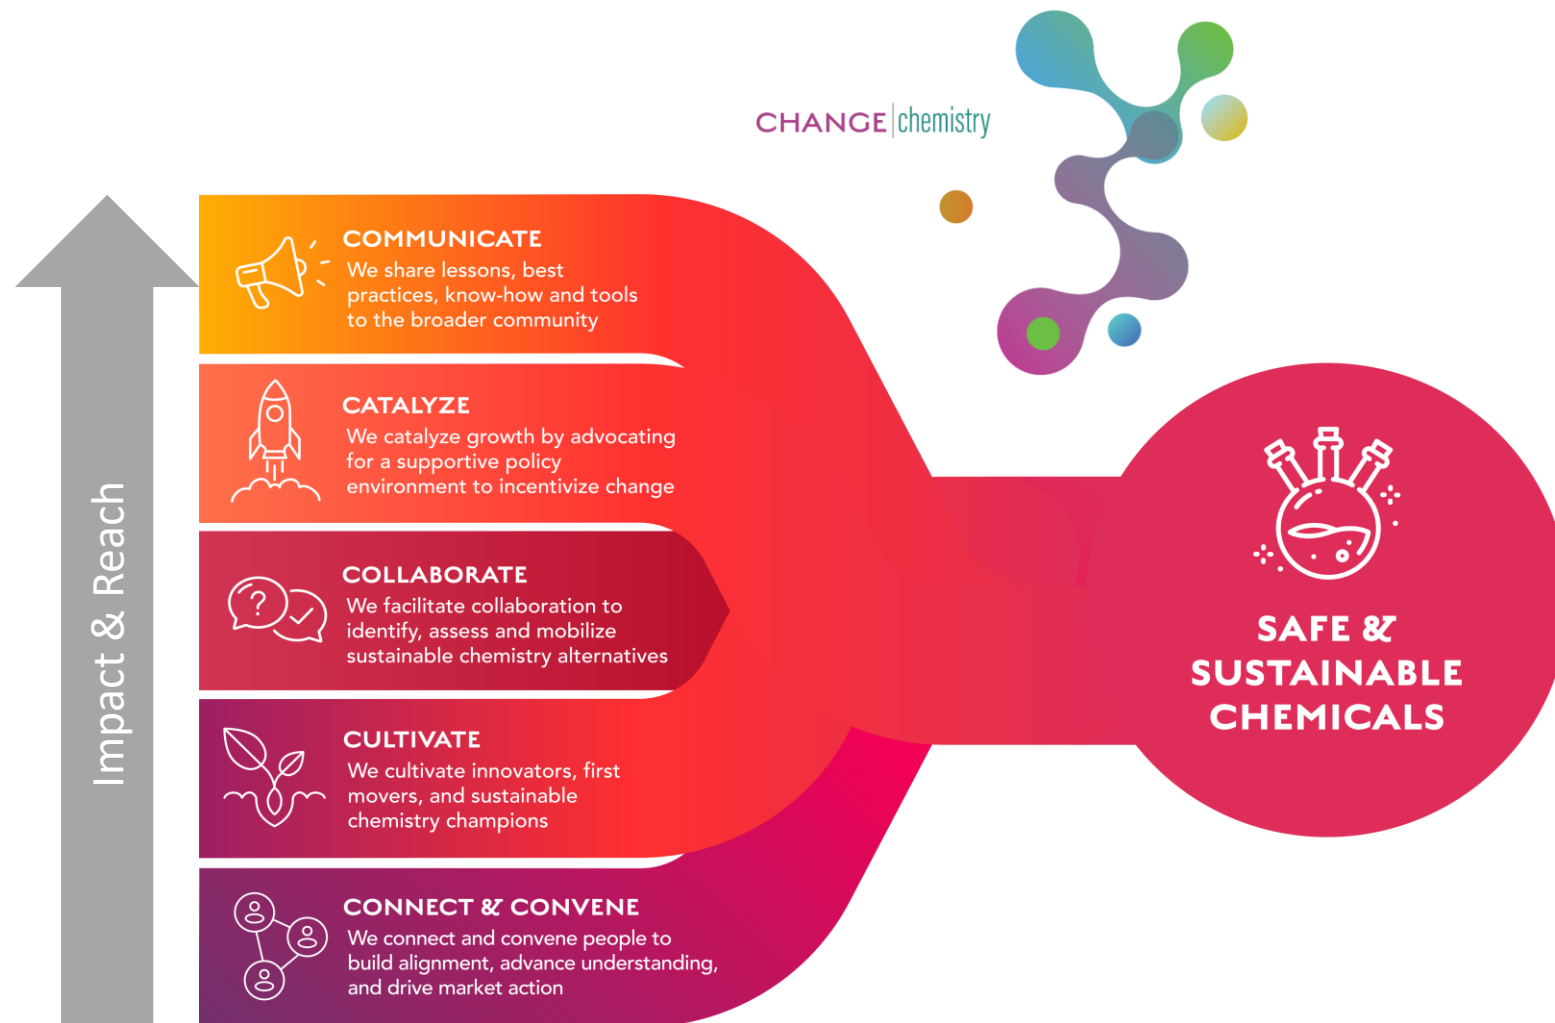 CHANGE chemistry
Impact & Reach
COMMUNICATE
We share lessons, best
practices, know-how and tools
to the broader community
CATALYZE
We catalyze growth by advocating
for a supportive policy
environment to incentivize change
COLLABORATE
We facilitate collaboration to
identify, assess and mobilize
sustainable chemistry alternatives
CULTIVATE
We cultivate innovators, first
movers, and sustainable
chemistry champions
CONNECT & CONVENE
We connect and convene people to
build alignment, advance understanding,
and drive market action
SAFE &
SUSTAINABLE
CHEMICALS